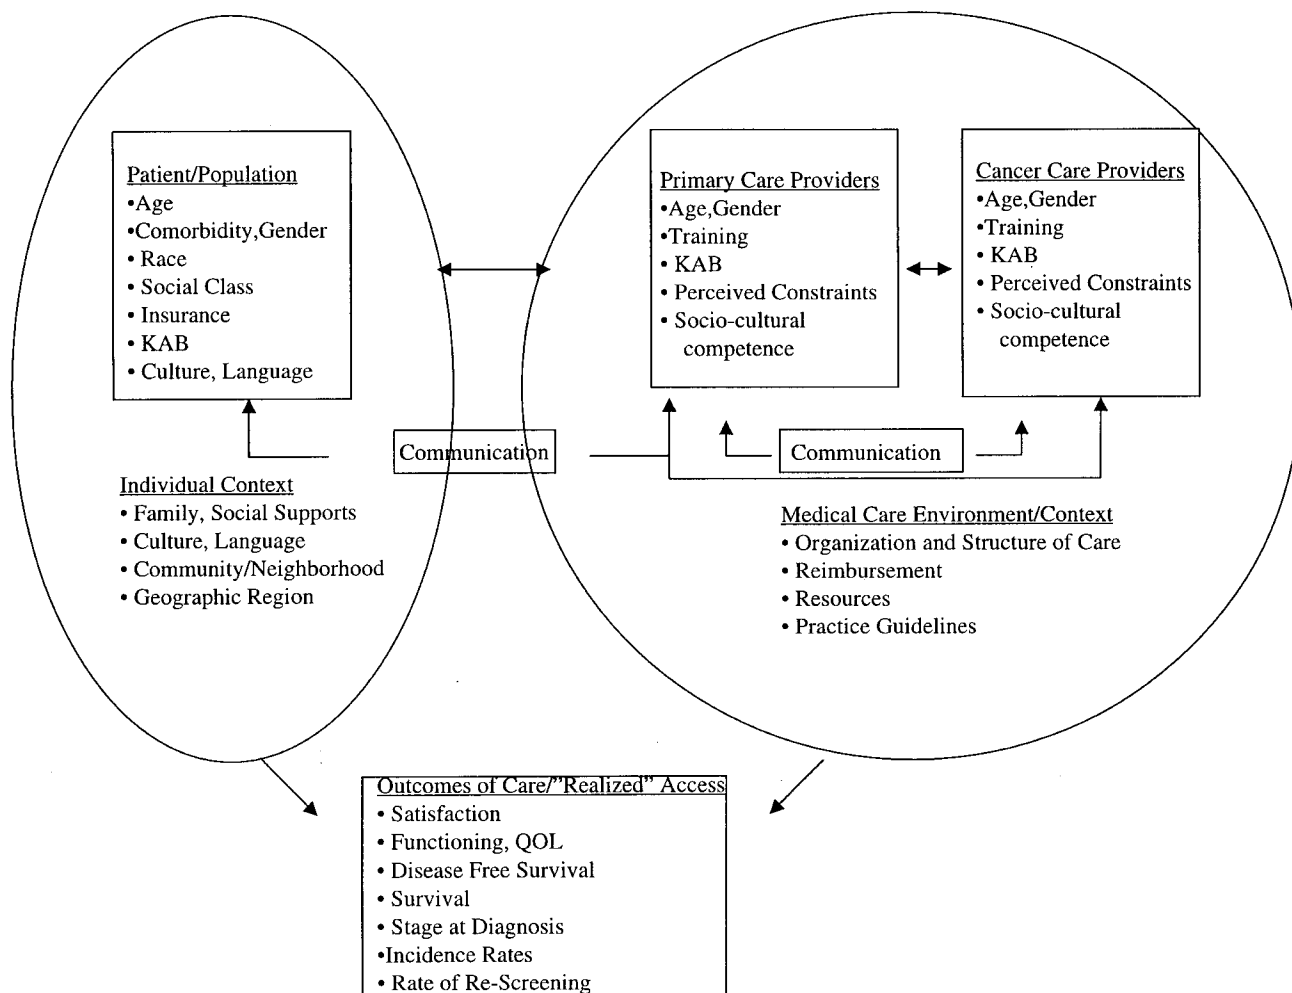 Patient/Population
•Age
•Comorbidity,Gender
• Race
• Social Class
• Insurance
• KAB
• Culture, Language
Primary Care Providers
•Age,Gender
•Training
• KAB
• Perceived Constraints
• Socio-cultural
competence
Cancer Care Providers
•Age,Gender
•Training
• KAB
• Perceived Constraints
• Socio-cultural
competence
Communication
Communication
Individual Context
• Family, Social Supports
• Culture, Language
• Community/Neighborhood
• Geographic Region
Medical Care Environment/Context
• Organization and Structure of Care
• Reimbursement
• Resources
• Practice Guidelines
Outcomes of Care/"Realized" Access
• Satisfaction
• Functioning, QOL
• Disease Free Survival
• Survival
• Stage at Diagnosis
•Incidence Rates
• Rate of Re-Screening